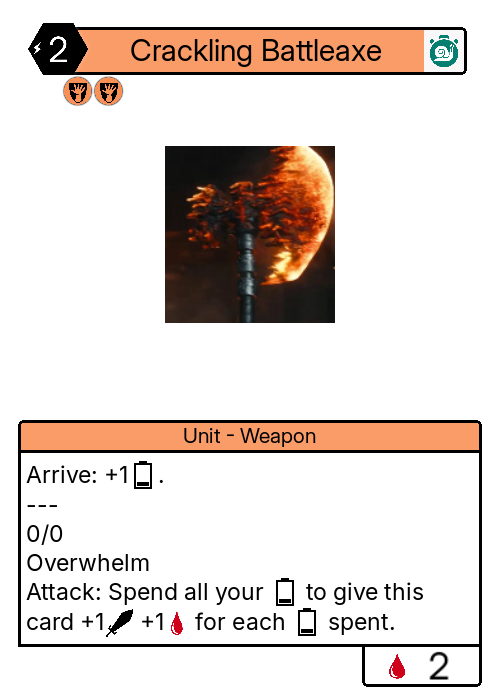 2 Crackling Battleaxe
Unit - Weapon
Arrive: +1 .
---
0/0
Overwhelm
Attack: Spend all your to give this
card +1 +1 for each spent.
2